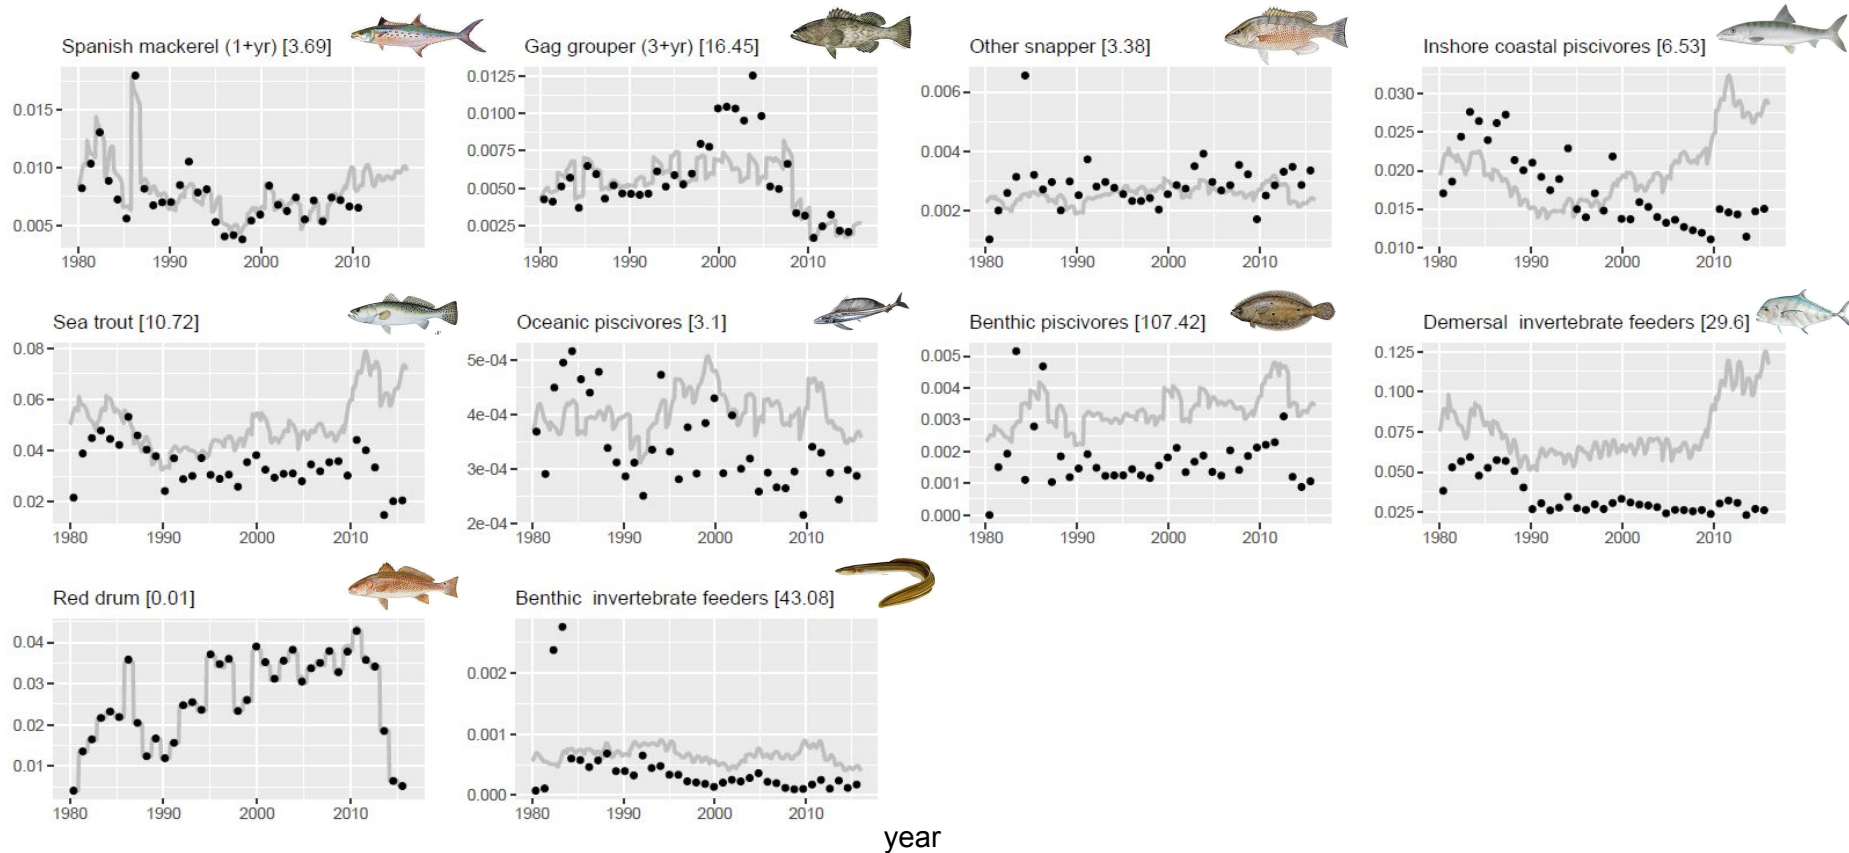 Spanish mackerel (1+yr) [3.69]
0.015
0.010
0.005
1980 1990 2000 2010
Gag grouper (3+yr) [16.45]
0.0125
0.0100
0.0075
0.0050
0.0025
1980 1990 2000 2010
Other snapper [3.38]
0.006
0.004
0.002
1980 1990 2000 2010
Inshore coastal piscivores [6.53]
0.030
0.025
0.020
0.015
0.010
1980 1990 2000 2010
Sea trout [10.72]
0.08
0.06
0.04
0.02
1980 1990 2000 2010
Oceanic piscivores [3.1]
5e-04
4e-04
3e-04
2e-04
1980 1990 2000 2010
Benthic piscivores [107.42]
0.005
0.004
0.003
0.002
0.001
0.000
1980 1990 2000 2010
Demersal invertebrate feeders [29.6]
0.125
0.100
0.075
0.050
0.025
1980 1990 2000 2010
Red drum [0.01]
0.04
0.03
0.02
0.01
1980 1990 2000 2010
Benthic invertebrate feeders [43.08]
0.002
0.001
0.000
1980 1990 2000 2010
year